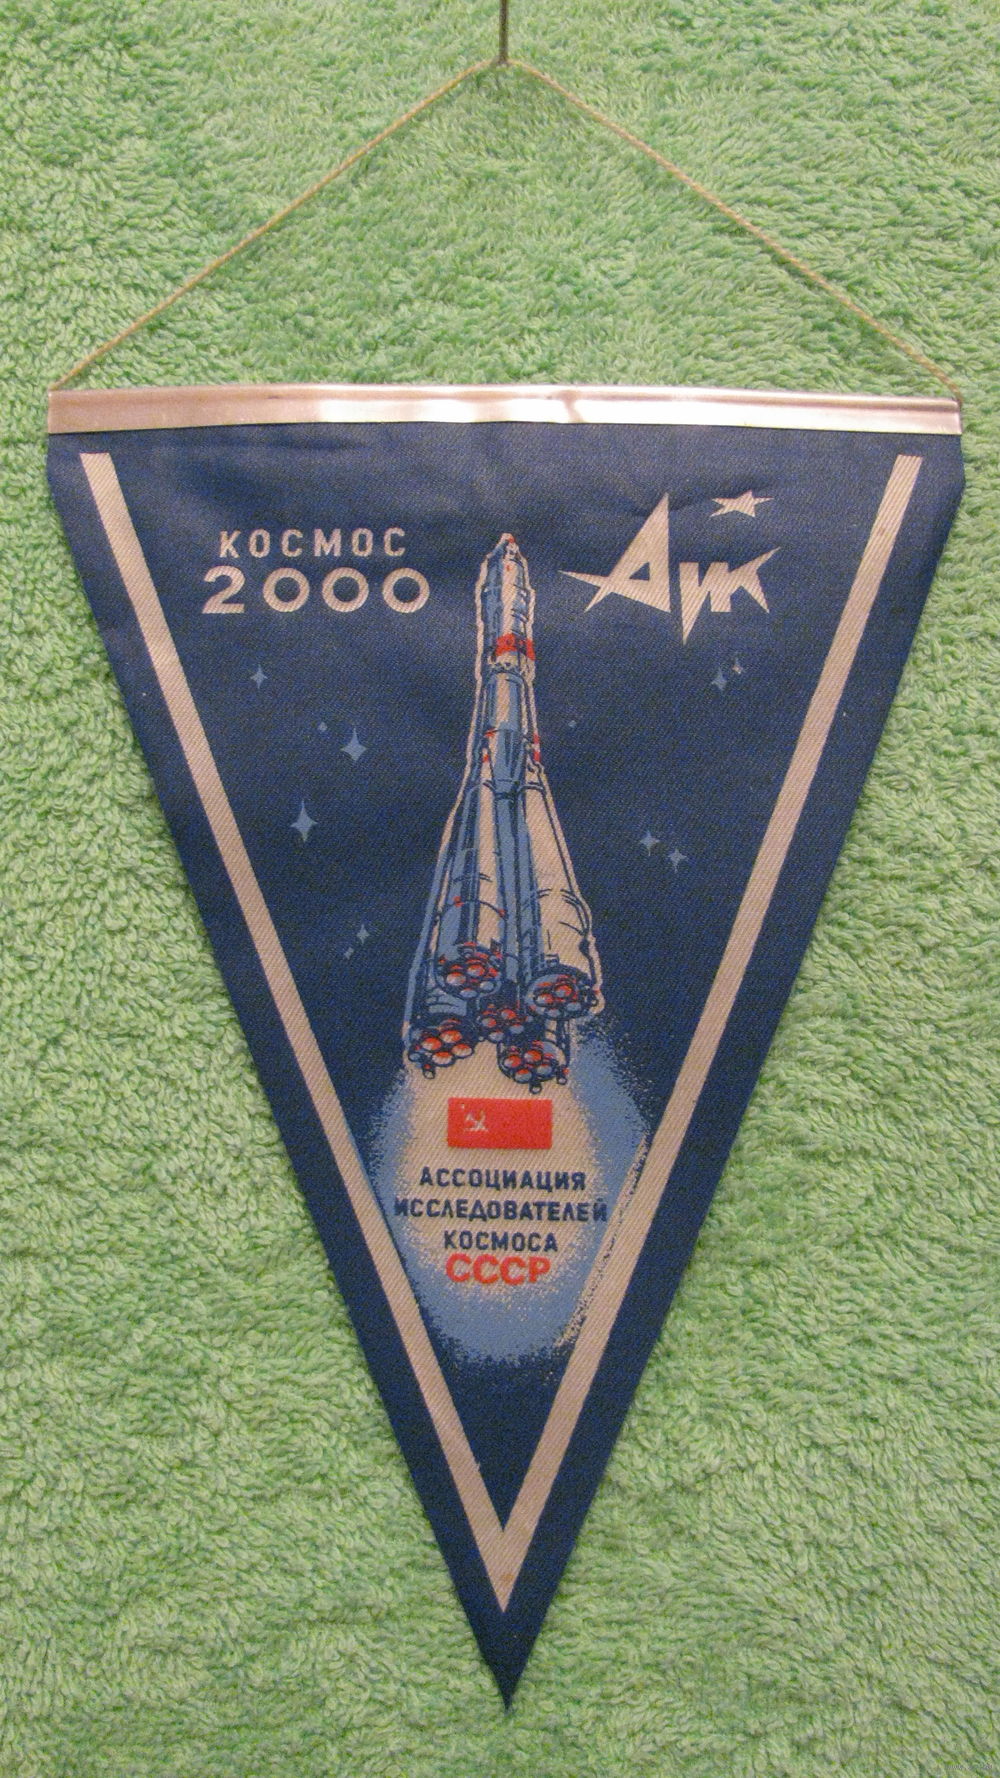 КОСМОС
2000
АИК
АССОЦИАЦИЯ
ИССЛЕДОВАТЕЛЕЙ
КОСМОСА
СССР